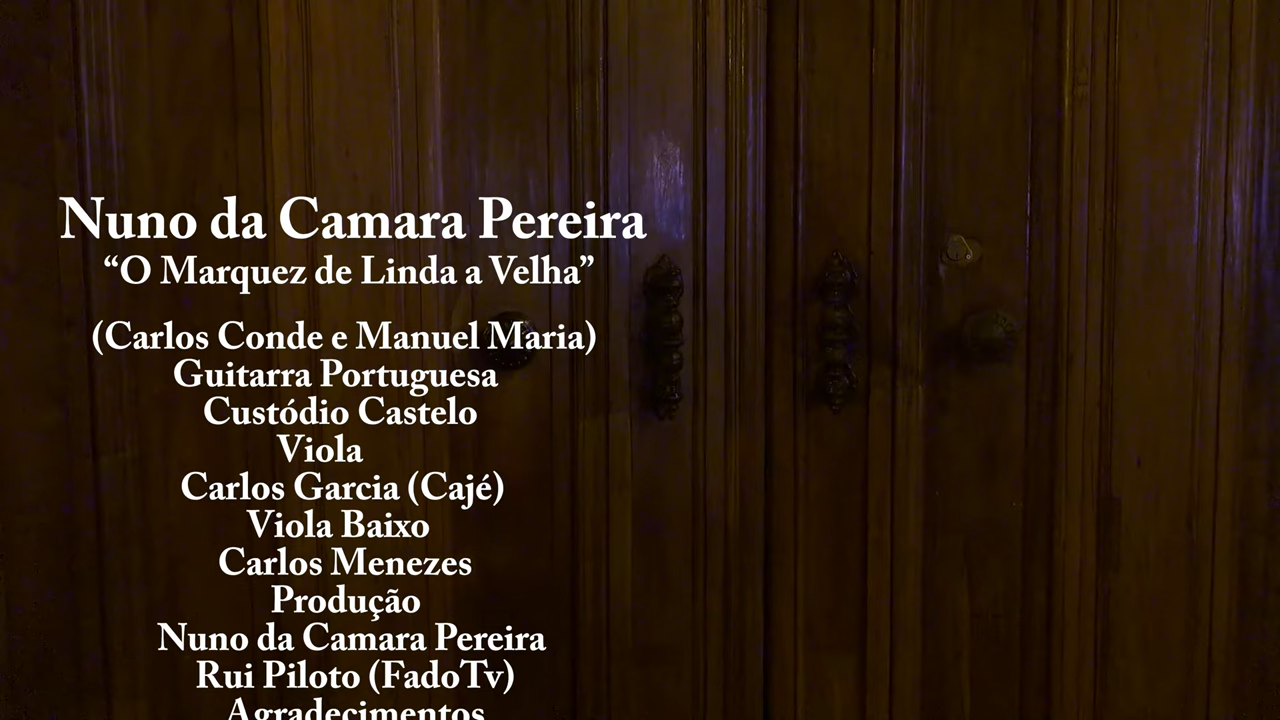 Nuno da Camara Pereira
“O Marquez de Linda a Velha”
(Carlos Conde e Manuel Maria)
Guitarra Portuguesa
Custódio Castelo
Viola
Carlos Garcia (Cajé)
Viola Baixo
Carlos Menezes
Produção
Nuno da Camara Pereira
Rui Piloto (FadoTv)
Agradecimentos